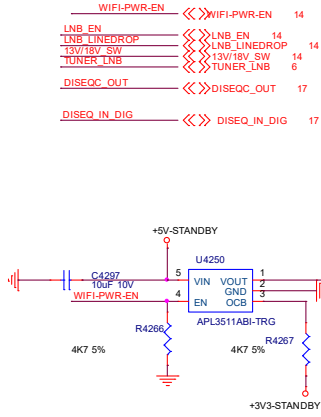 WIFI-PWR-EN WIFI-PWR-EN 14
LNB_EN LNB_EN 14
LNB_LINEDROP LNB_LINEDROP 14
13V/18V_SW 13V/18V_SW 14
TUNER_LNB TUNER_LNB 6
DISEQC_OUT DISEQC_OUT 17
DISEQ_IN_DIG DISEQ_IN_DIG 17
+5V-STANDBY
U4250
C4297
10uF 10V
5 VIN VOUT 1
GND 2
WIFI-PWR-EN 4 EN OCB 3
APL3511ABI-TRG
R4266
4K7 5%
R4267
4K7 5%
+3V3-STANDBY